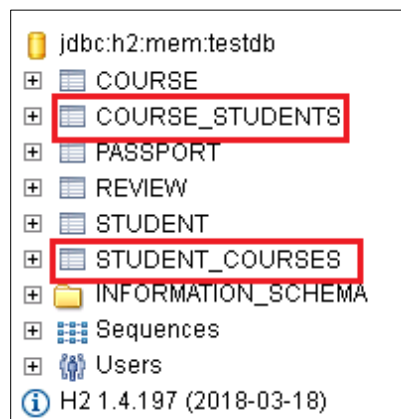 jdbc:h2:mem:testdb
COURSE
COURSE_STUDENTS
PASSPORT
REVIEW
STUDENT
STUDENT_COURSES
INFORMATION_SCHEMA
Sequences
Users
H2 1.4.197 (2018-03-18)